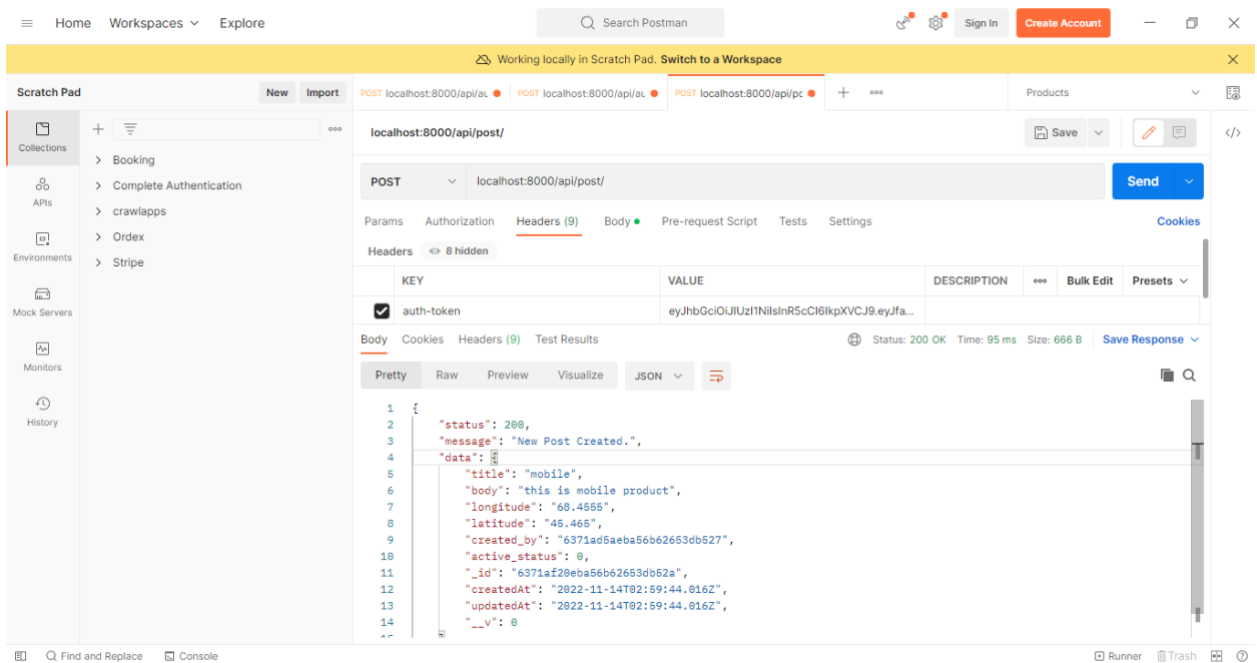 Home Workspaces Explore Search Postman Sign In Create Account
Working locally in Scratch Pad. Switch to a Workspace
Scratch Pad New Import POST localhost:8000/api/au POST localhost:8000/api/au POST localhost:8000/api/pc Products
Collections
APIs
Environments
Mock Servers
Monitors
History
Booking
Complete Authentication
crawlapps
Ordex
Stripe
localhost:8000/api/post/ Save
POST localhost:8000/api/post/ Send
Params Authorization Headers (9) Body Pre-request Script Tests Settings Cookies
Headers 8 hidden
KEY VALUE DESCRIPTION Bulk Edit Presets
auth-token
Body Cookies Headers (9) Test Results Status: 200 OK Time: 95 ms Size: 666 B Save Response
Pretty Raw Preview Visualize JSON
1 {
2 "status": 200,
3 "message": "New Post Created.",
4 "data": {
5 "title": "mobile",
6 "body": "this is mobile product",
7 "longitude": "68.4555",
8 "latitude": "45.465",
9 "created_by": "6371ad5aeba56b62653db527",
10 "active_status": 0,
11 "_id": "6371af20eba56b62653db52a",
12 "createdAt": "2022-11-14T02:59:44.016Z",
13 "updatedAt": "2022-11-14T02:59:44.016Z",
14 "__v": 0
Find and Replace Console Runner Trash